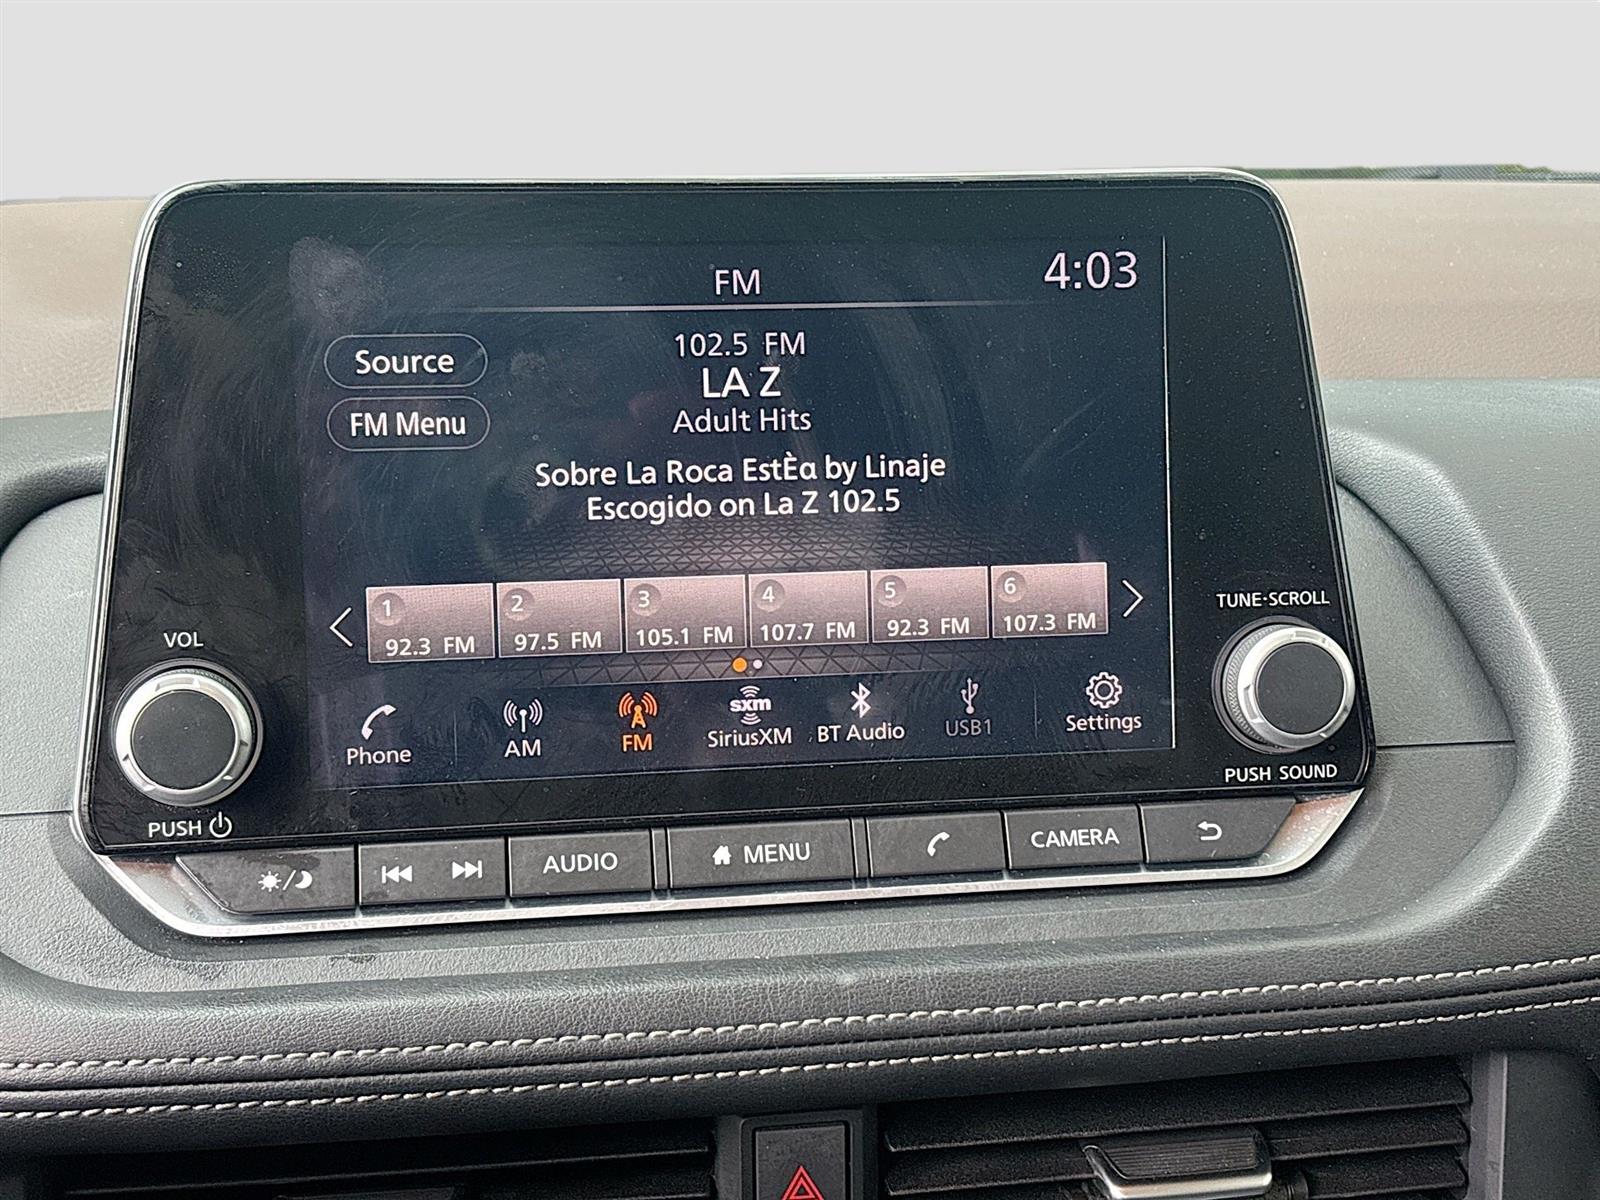 FM
4:03
Source
102.5 FM
LA Z
FM Menu
Adult Hits
Sobre La Roca EstÈα by Linaje
Escogido on La Z 102.5
1
92.3 FM
2
97.5 FM
3
105.1 FM
4
107.7 FM
5
92.3 FM
6
107.3 FM
Phone
AM
FM
sxm
SiriusXM
BT Audio
USB1
Settings
VOL
PUSH
TUNE·SCROLL
PUSH SOUND
AUDIO
MENU
CAMERA